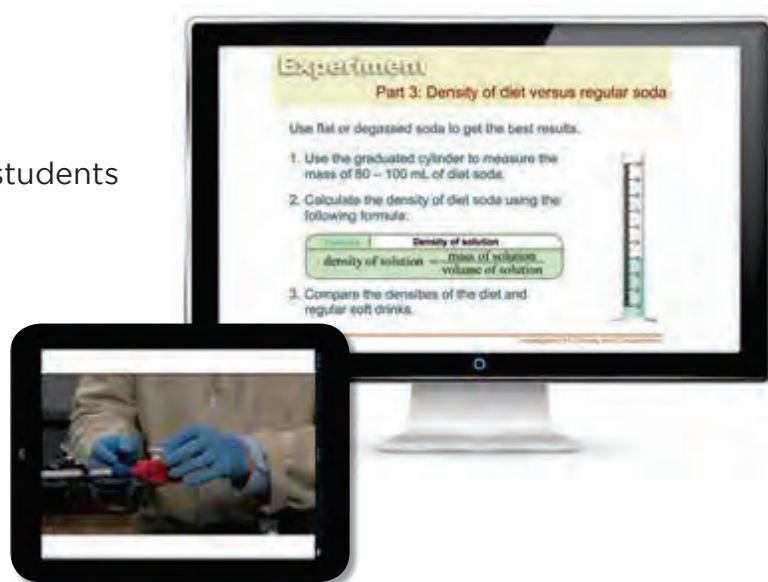 students
Experiment
Part 3: Density of diet versus regular soda
Use flat or degassed soda to get the best results.
1. Use the graduated cylinder to measure the
mass of 80 – 100 mL of diet soda.
2. Calculate the density of diet soda using the
following formula:
Density of solution
density of solution = mass of solution
volume of solution
3. Compare the densities of the diet and
regular soft drinks.